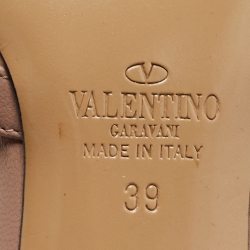 VALENTINO
GARAVANI
MADE IN ITALY
39